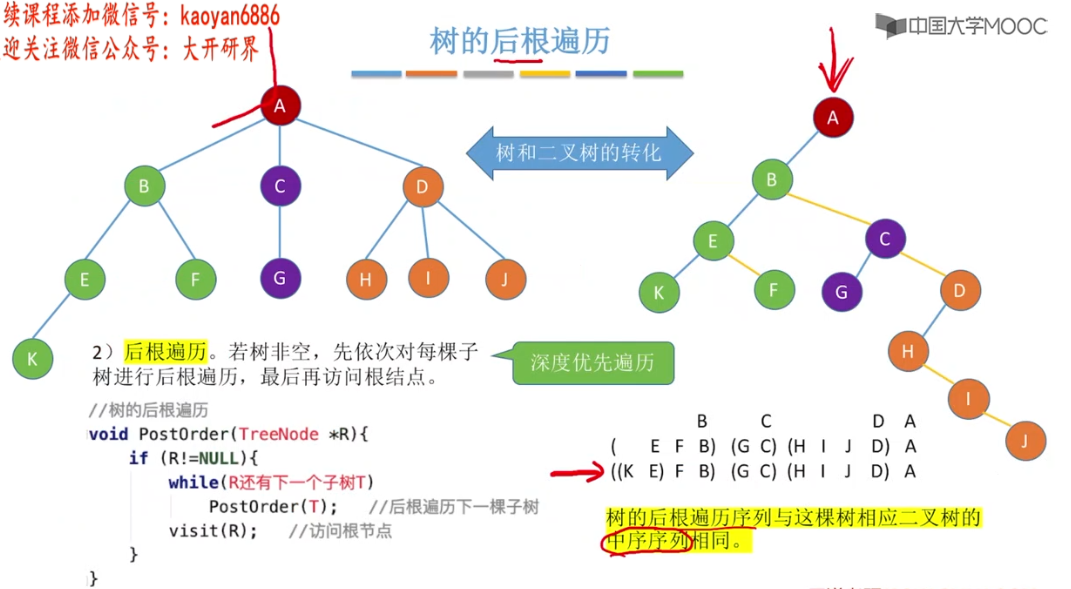 续课程添加微信号：kaoyan6886
迎关注微信公众号：大开研界
中国大学MOOC
树的后根遍历
树和二叉树的转化
A
B
C
D
E
F
G
H
I
J
K
A
B
E
C
K
F
G
D
H
I
J
2）后根遍历。若树非空，先依次对每棵子
树进行后根遍历，最后再访问根结点。
深度优先遍历
//树的后根遍历
void PostOrder(TreeNode *R){
if (R!=NULL){
while(R还有下一个子树T)
PostOrder(T); //后根遍历下一棵子树
visit(R); //访问根节点
}
}
B C D A
( E F B) (G C) (H I J D) A
((K E) F B) (G C) (H I J D) A
树的后根遍历序列与这棵树相应二叉树的
中序序列相同。